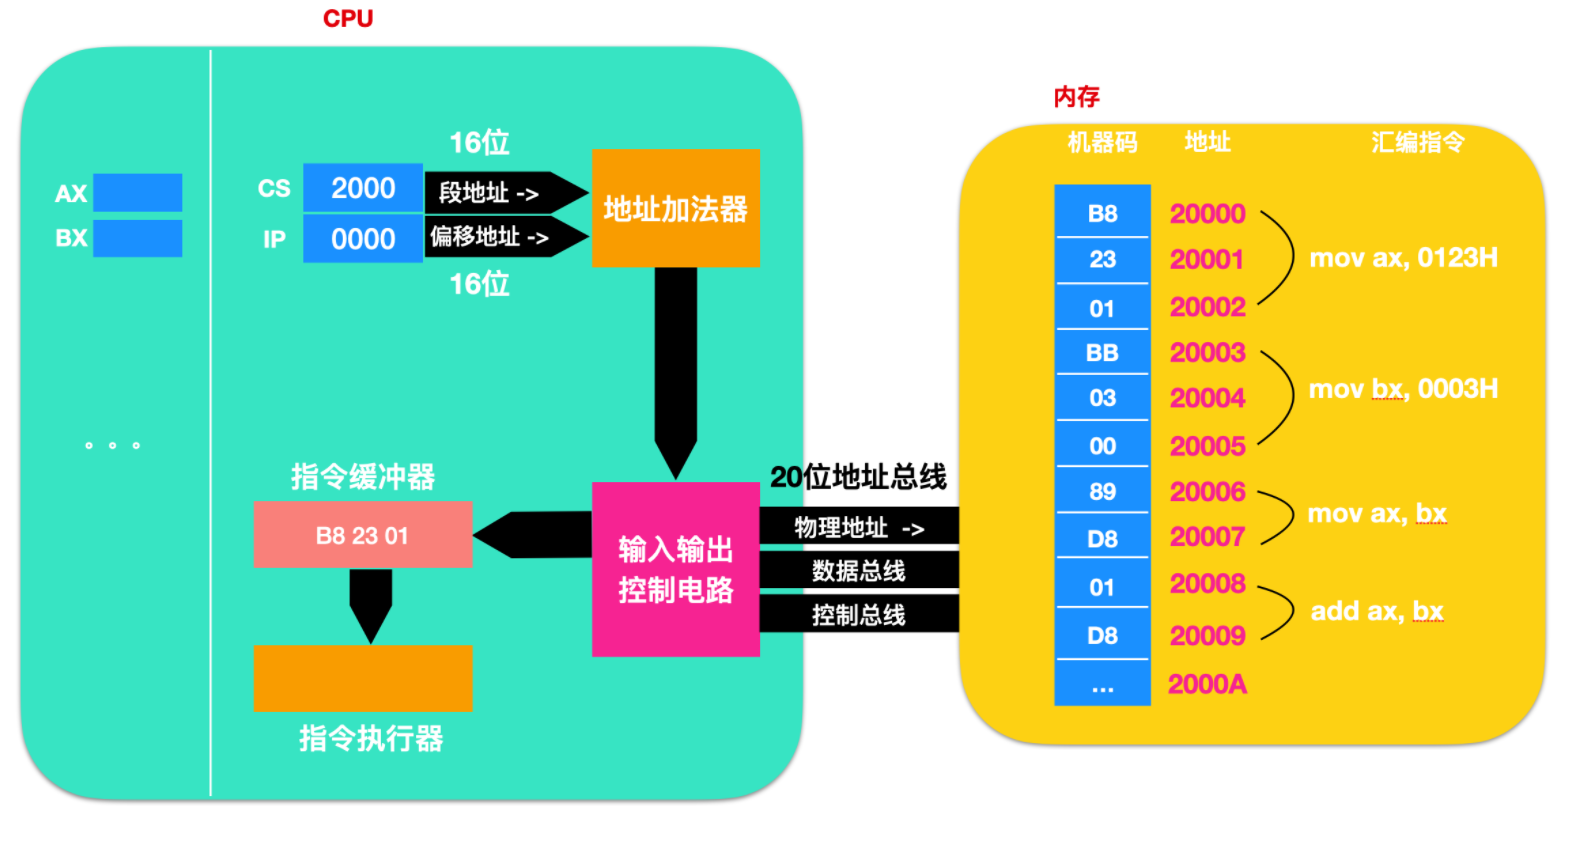 CPU
16位
CS 2000 段地址 ->
AX
地址加法器
BX
IP 0000 偏移地址 ->
16位
。。。
指令缓冲器
B8 23 01
输入输出
控制电路
指令执行器
20位地址总线
物理地址 ->
数据总线
控制总线
内存
机器码 地址 汇编指令
B8 20000
23 20001 mov ax, 0123H
01 20002
BB 20003
03 20004 mov bx, 0003H
00 20005
89 20006
mov ax, bx
D8 20007
01 20008
add ax, bx
D8 20009
... 2000A